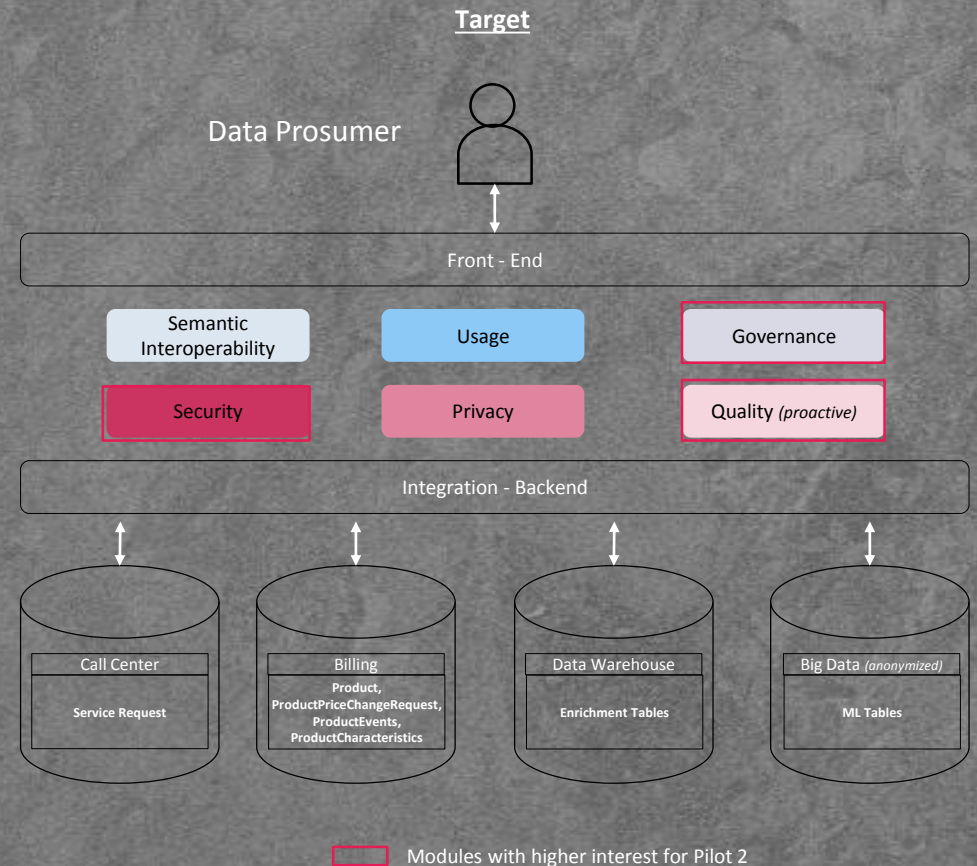 Target
Data Prosumer
Front - End
Semantic
Interoperability
Usage
Governance
Security
Privacy
Quality (proactive)
Integration - Backend
Call Center
Service Request
Billing
Product,
ProductPriceChangeRequest,
ProductEvents,
ProductCharacteristics
Data Warehouse
Enrichment Tables
Big Data (anonymized)
ML Tables
Modules with higher interest for Pilot 2